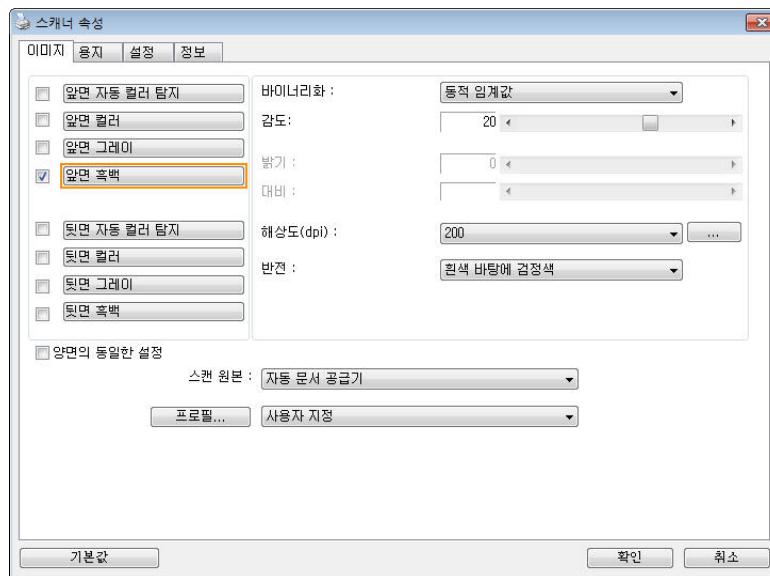 스캐너 속성
이미지 용지 설정 정보
앞면 자동 컬러 탐지
앞면 컬러
앞면 그레이
앞면 흑백
뒷면 자동 컬러 탐지
뒷면 컬러
뒷면 그레이
뒷면 흑백
바이너리화 : 동적 임계값
감도: 20
밝기 : 0
대비 :
해상도(dpi) : 200 ...
반전 : 흰색 바탕에 검정색
양면의 동일한 설정
스캔 원본 : 자동 문서 공급기
프로필... 사용자 지정
기본값 확인 취소